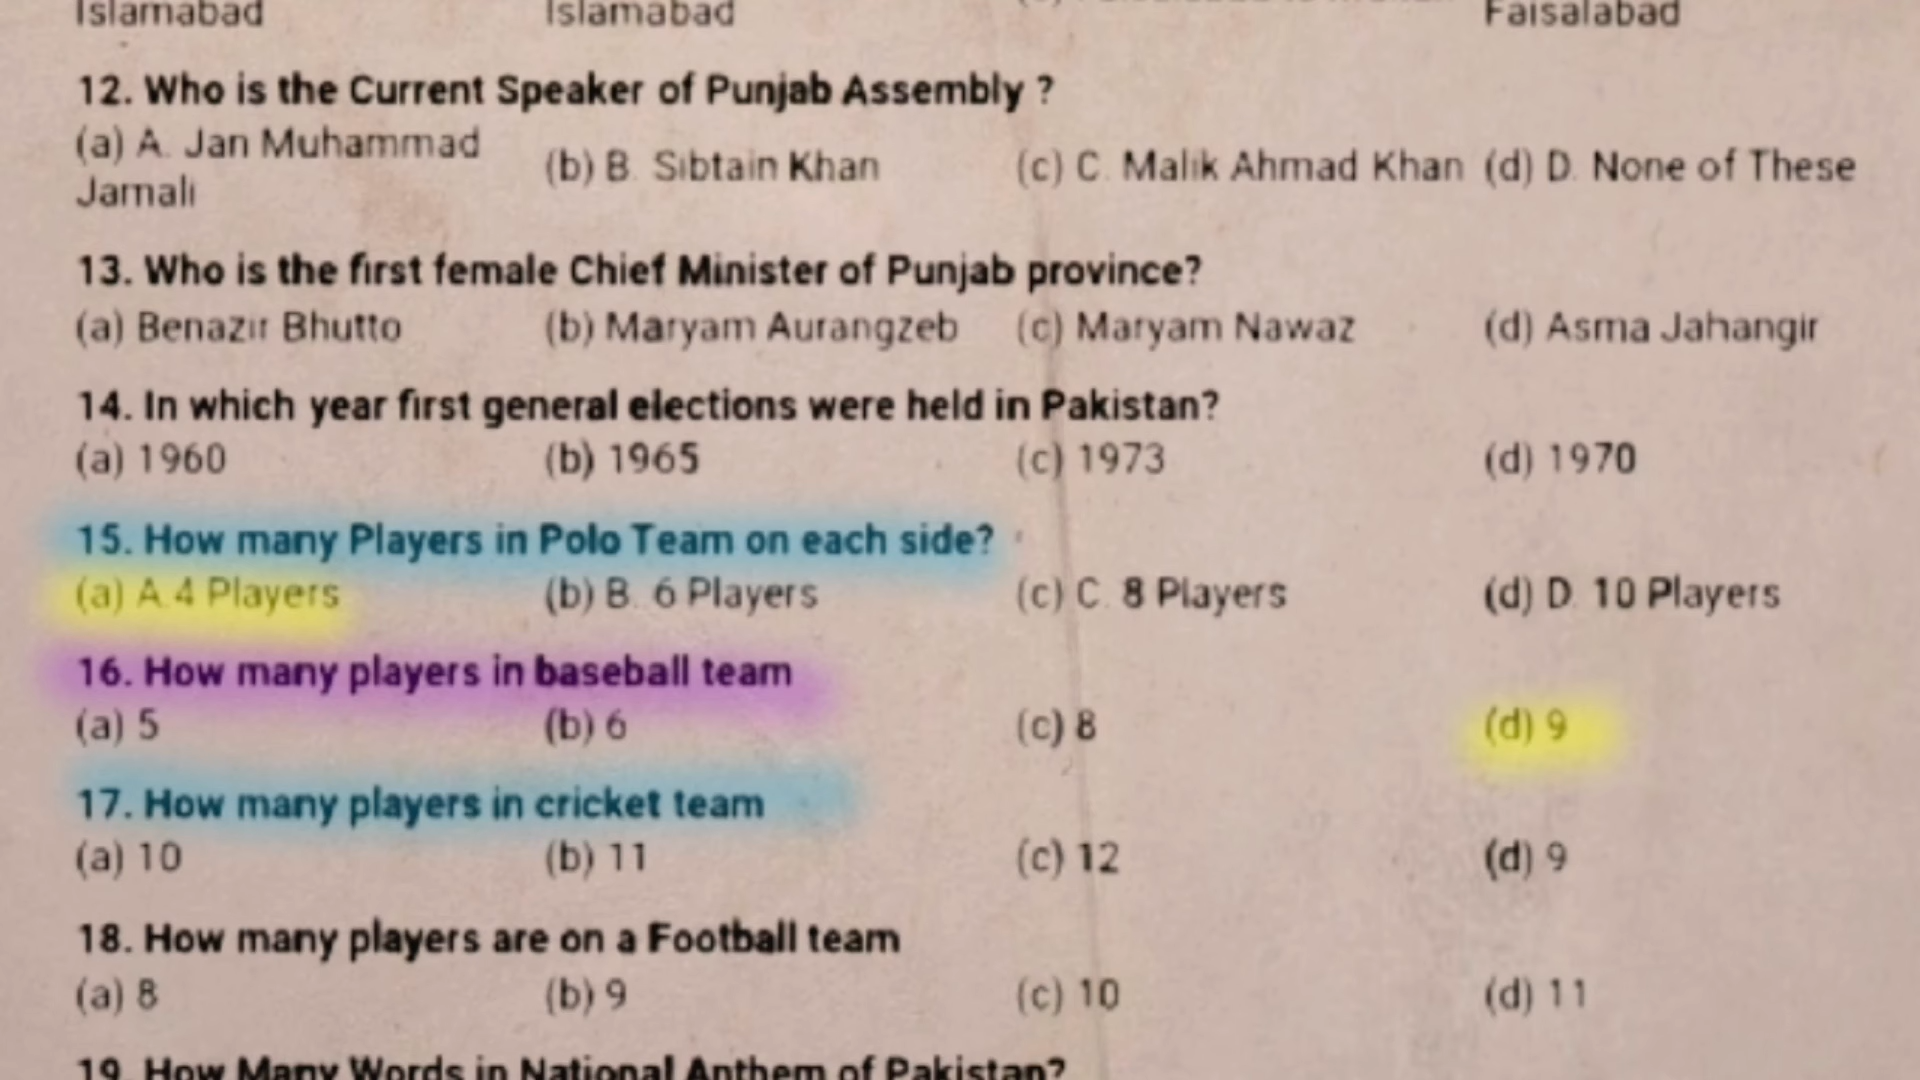 Islamabad Islamabad Faisalabad
12. Who is the Current Speaker of Punjab Assembly ?
(a) A. Jan Muhammad Jamali (b) B. Sibtain Khan (c) C. Malik Ahmad Khan (d) D. None of These
13. Who is the first female Chief Minister of Punjab province?
(a) Benazir Bhutto (b) Maryam Aurangzeb (c) Maryam Nawaz (d) Asma Jahangir
14. In which year first general elections were held in Pakistan?
(a) 1960 (b) 1965 (c) 1973 (d) 1970
15. How many Players in Polo Team on each side?
(a) A.4 Players (b) B. 6 Players (c) C. 8 Players (d) D. 10 Players
16. How many players in baseball team
(a) 5 (b) 6 (c) 8 (d) 9
17. How many players in cricket team
(a) 10 (b) 11 (c) 12 (d) 9
18. How many players are on a Football team
(a) 8 (b) 9 (c) 10 (d) 11
19. How Many Words in National Anthem of Pakistan?